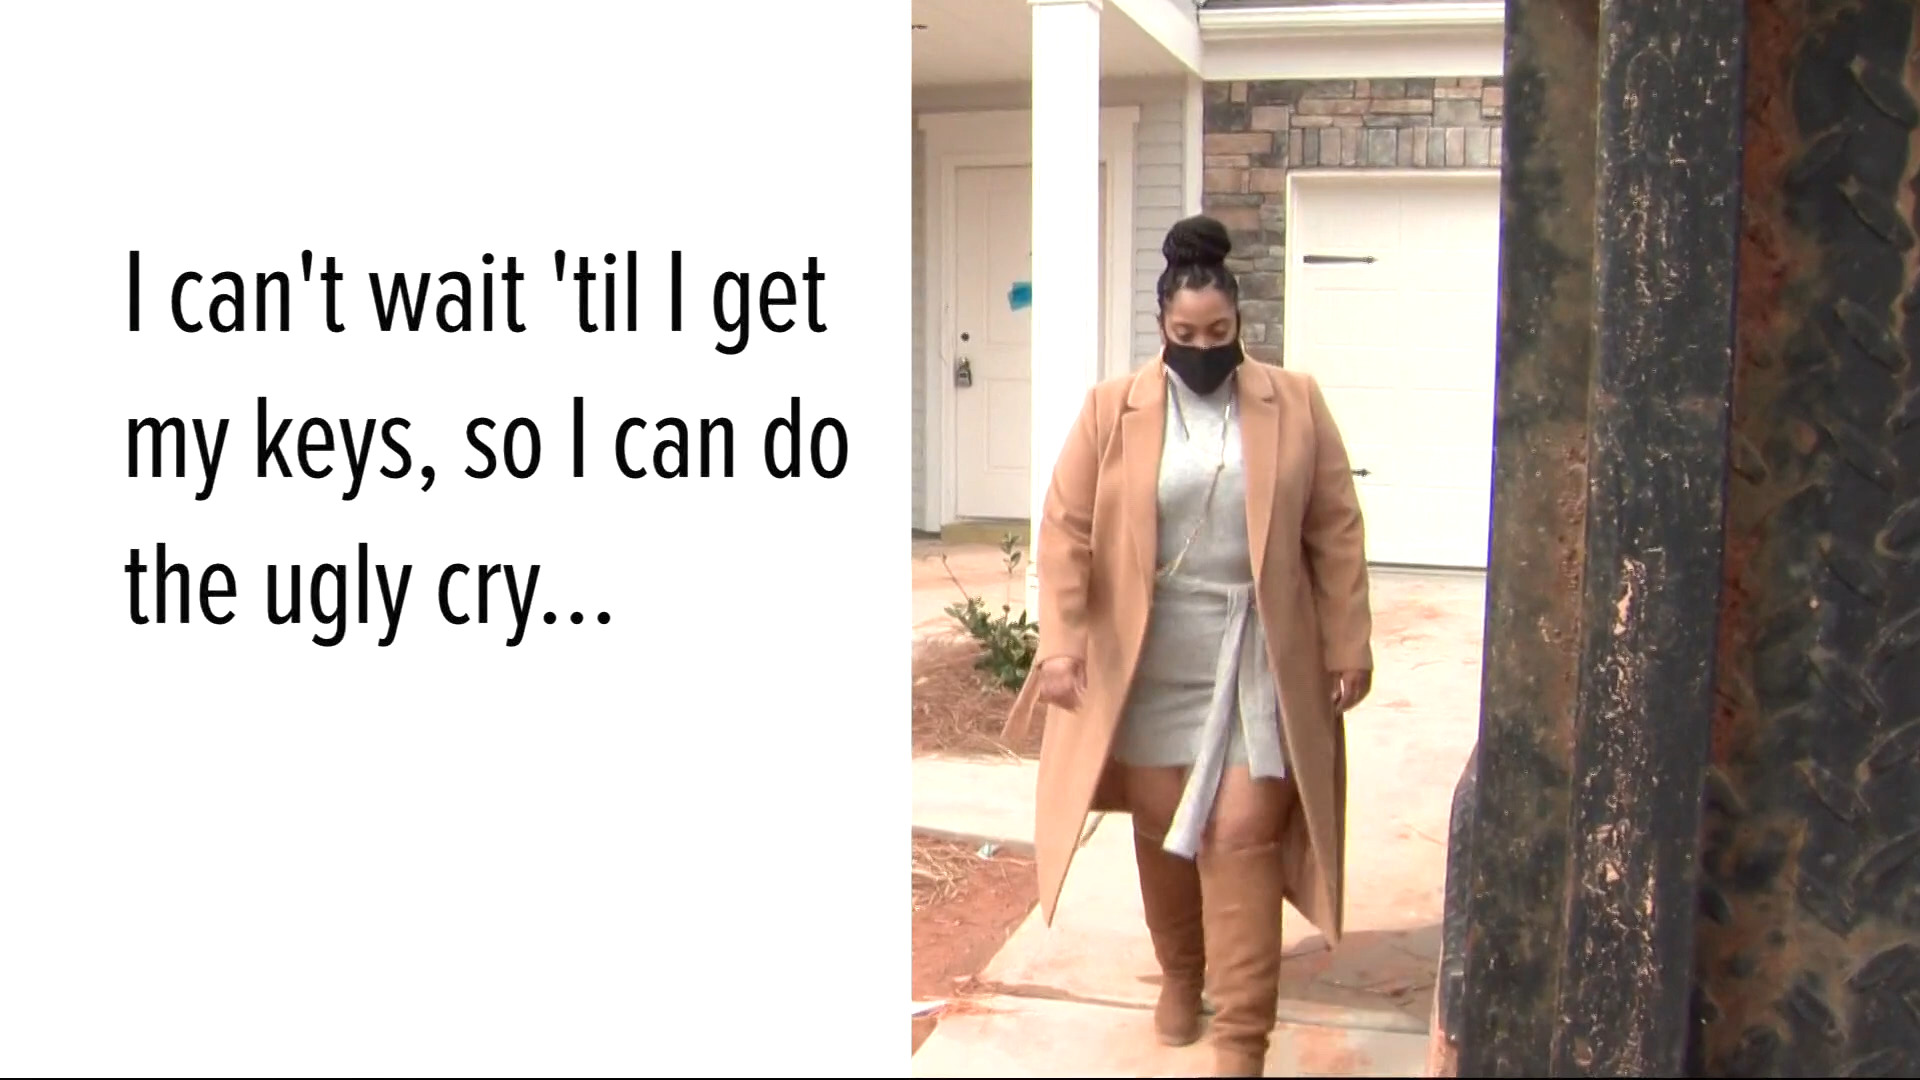 I can't wait 'til I get
my keys, so I can do
the ugly cry...